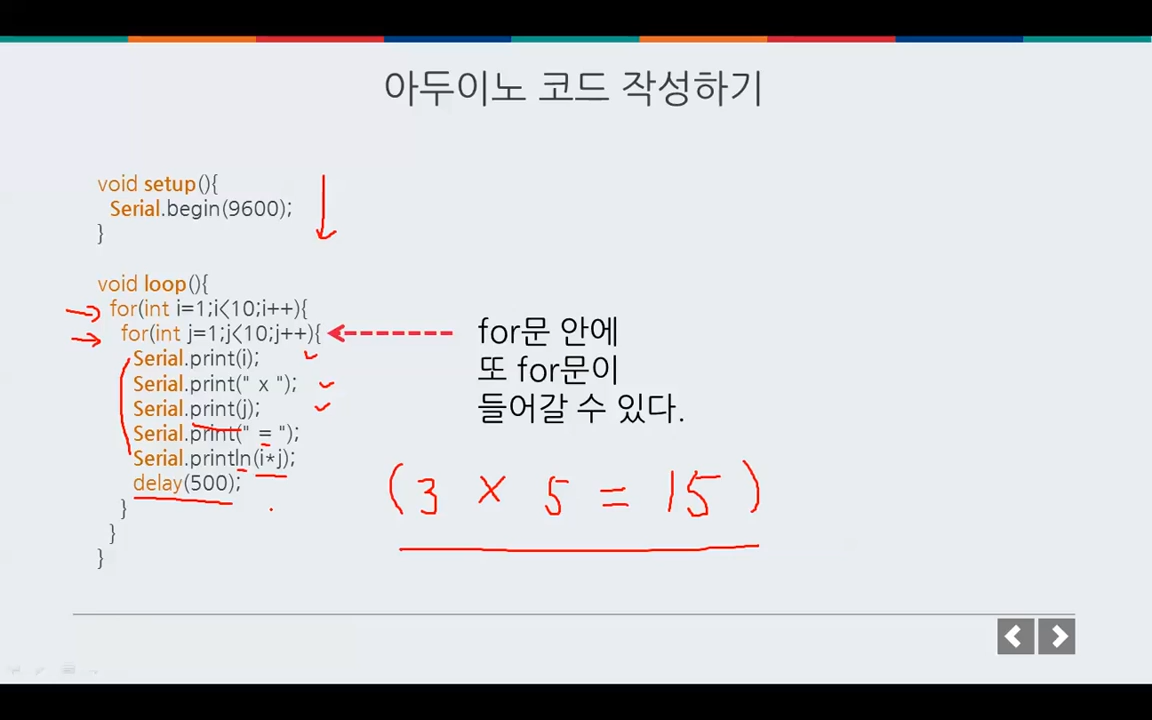 아두이노 코드 작성하기
void setup(){
Serial.begin(9600);
}
void loop(){
for(int i=1;i<10;i++){
for(int j=1;j<10;j++){
Serial.print(i);
Serial.print(" x ");
Serial.print(j);
Serial.print(" = ");
Serial.println(i*j);
delay(500);
}
}
}
for문 안에
또 for문이
들어갈 수 있다.
(3 × 5 = 15)